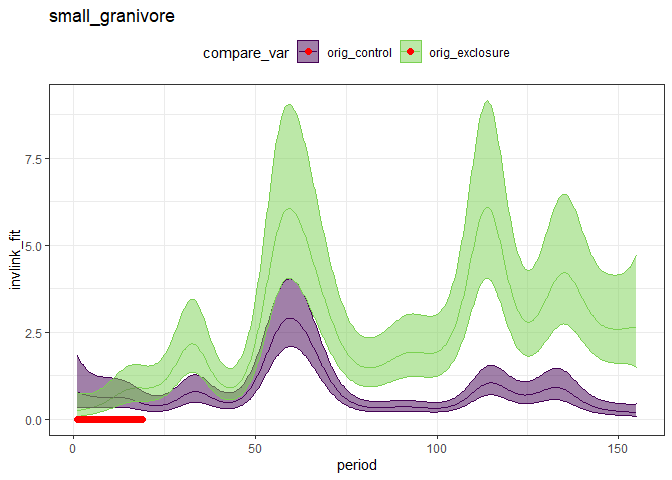 small_granivore
compare_var orig_control orig_exclosure
invlink_fit
7.5
5.0
2.5
0.0
0 50 100 150
period